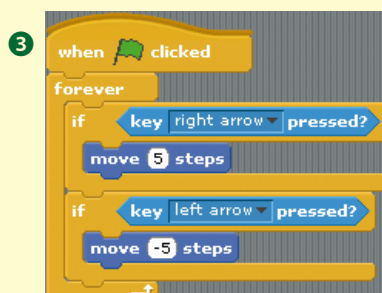 3
when clicked
forever
if key right arrow pressed?
move 5 steps
if key left arrow pressed?
move -5 steps